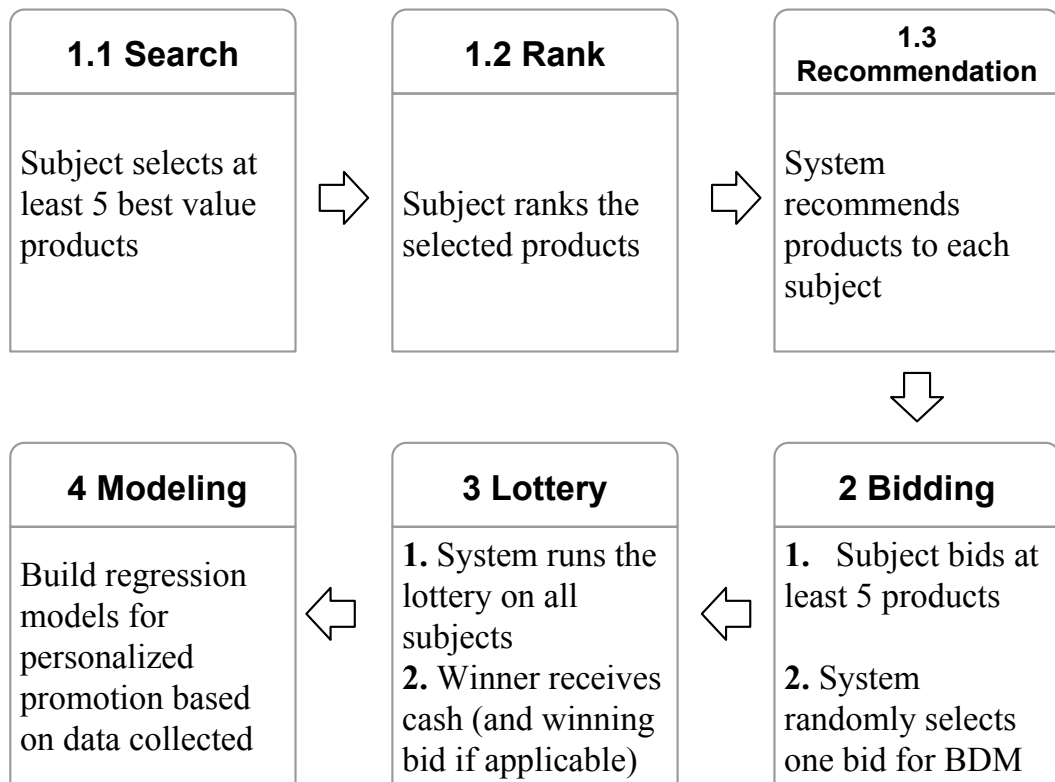 1.1 Search
Subject selects at
least 5 best value
products
1.2 Rank
Subject ranks the
selected products
1.3
Recommendation
System
recommends
products to each
subject
2 Bidding
1. Subject bids at
least 5 products
2. System
randomly selects
one bid for BDM
3 Lottery
1. System runs the
lottery on all
subjects
2. Winner receives
cash (and winning
bid if applicable)
4 Modeling
Build regression
models for
personalized
promotion based
on data collected